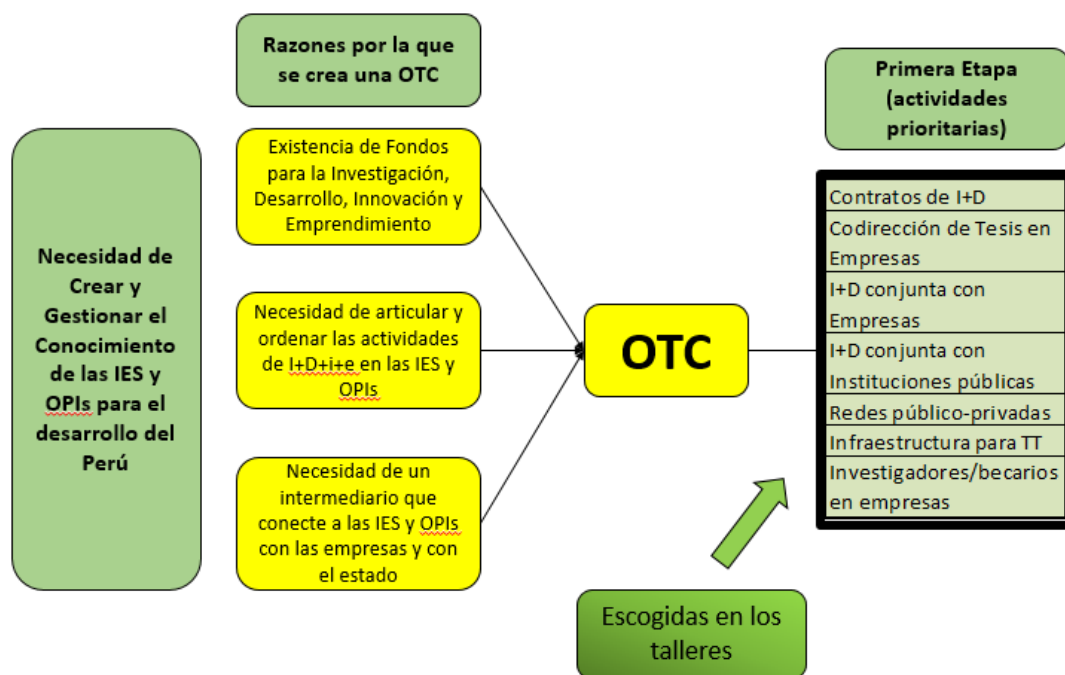 Razones por la que
se crea una OTC
Primera Etapa
(actividades
prioritarias)
Necesidad de
Crear y
Gestionar el
Conocimiento
de las IES y
OPIs para el
desarrollo del
Perú
Existencia de Fondos
para la Investigación,
Desarrollo, Innovación y
Emprendimiento
Necesidad de articular y
ordenar las actividades
de I+D+i+e en las IES y
OPIs
Necesidad de un
intermediario que
conecte a las IES y OPIs
con las empresas y con
el estado
OTC
Contratos de I+D
Codirección de Tesis en
Empresas
I+D conjunta con
Empresas
I+D conjunta con
Instituciones públicas
Redes público-privadas
Infraestructura para TT
Investigadores/becarios
en empresas
Escogidas en los
talleres